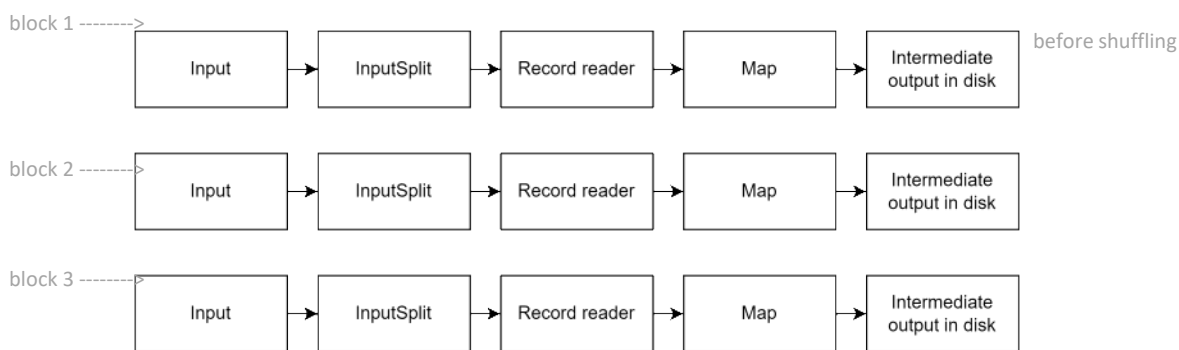 block 1 -------->
before shuffling
Input
InputSplit
Record reader
Map
Intermediate
output in disk
block 2 -------->
Input
InputSplit
Record reader
Map
Intermediate
output in disk
block 3 -------->
Input
InputSplit
Record reader
Map
Intermediate
output in disk